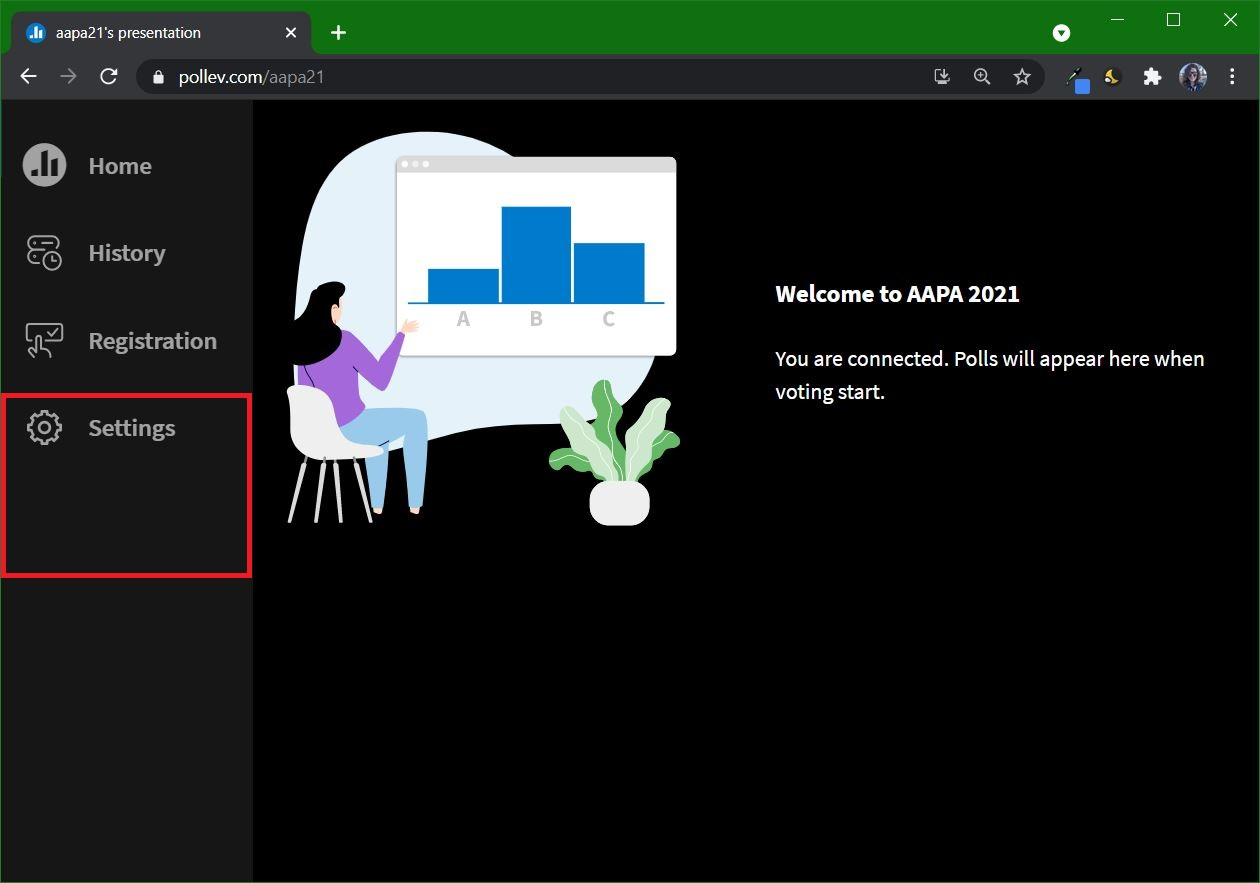 aapa21's presentation
pollev.com/aapa21
Home
History
Registration
Settings
A B C
Welcome to AAPA 2021
You are connected. Polls will appear here when
voting start.